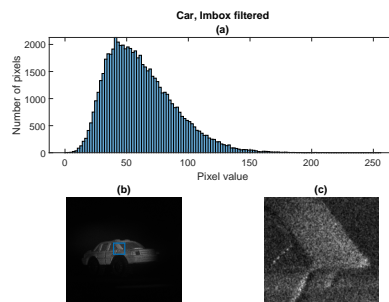 Car, Imbox filtered
(a)
2000
1500
1000
500
0
Number of pixels
0 50 100 150 200 250
Pixel value
(b) (c)